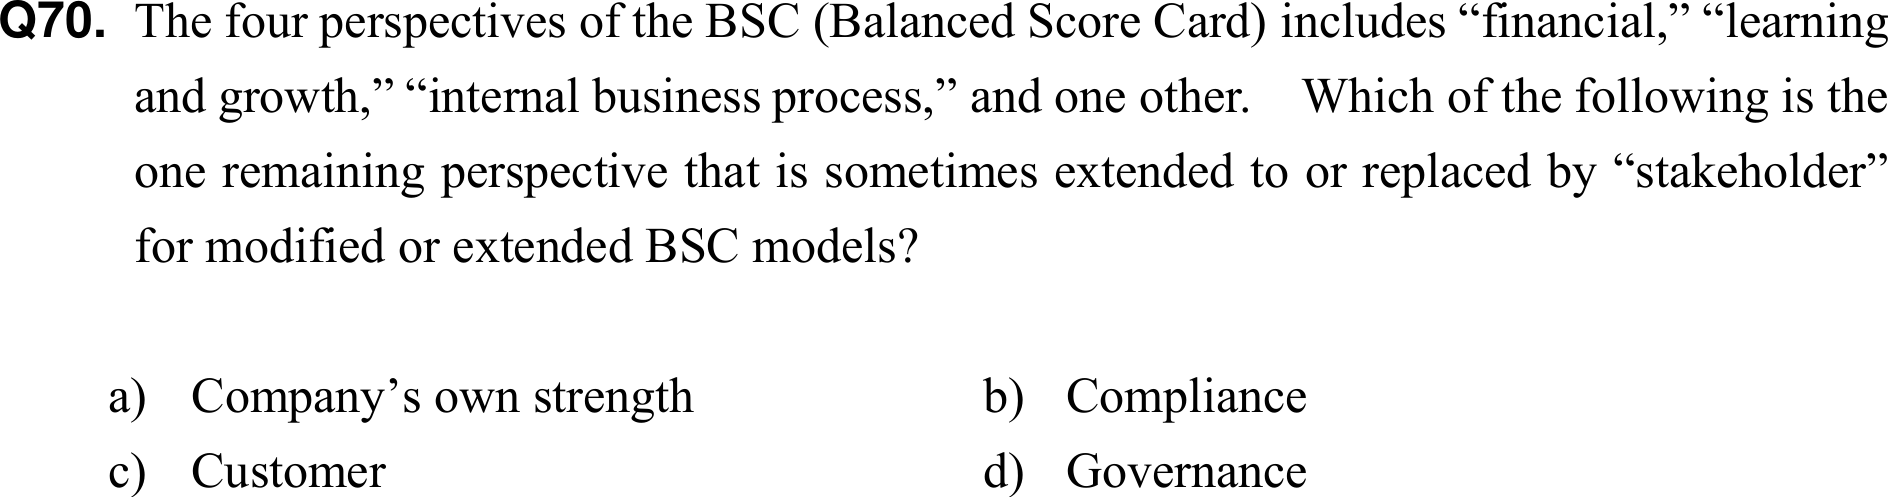 Q70. The four perspectives of the BSC (Balanced Score Card) includes “financial,” “learning
and growth,” “internal business process,” and one other. Which of the following is the
one remaining perspective that is sometimes extended to or replaced by “stakeholder”
for modified or extended BSC models?
a) Company’s own strength b) Compliance
c) Customer d) Governance